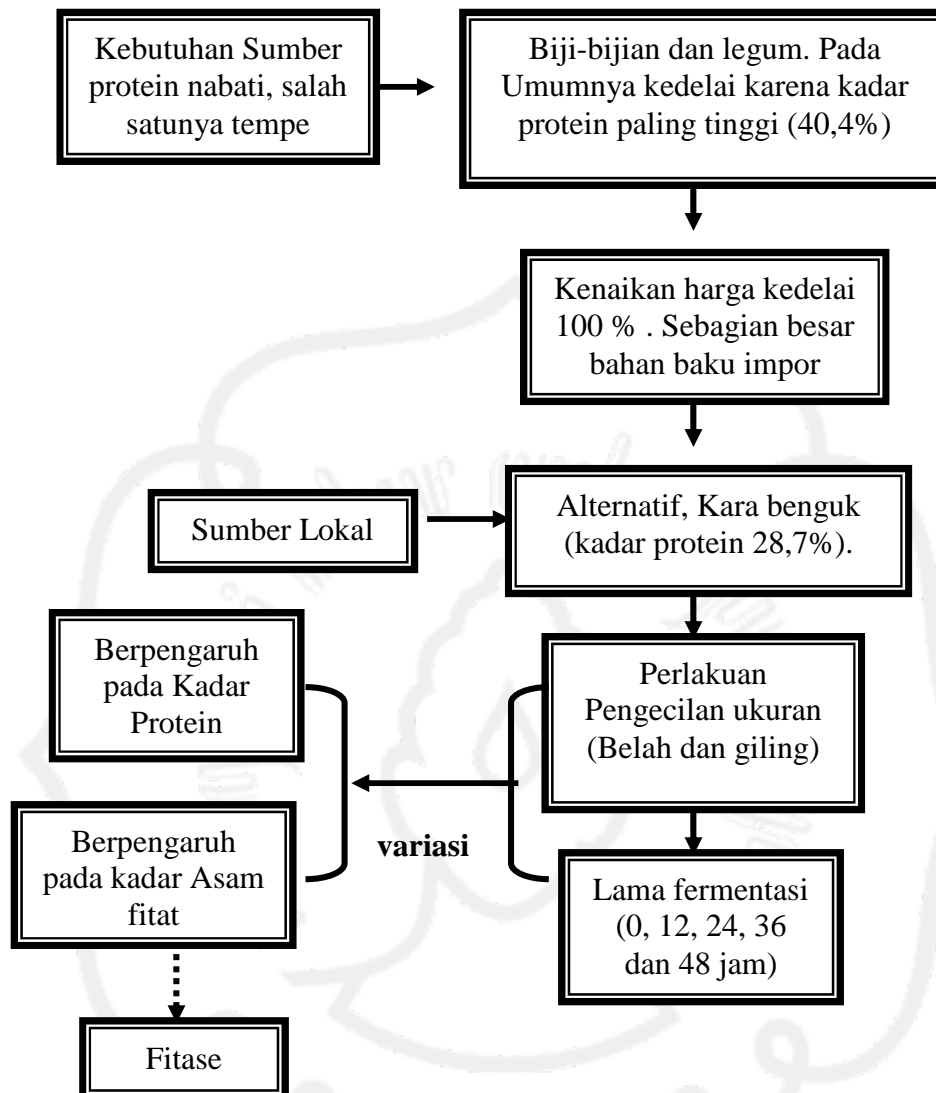 Kebutuhan Sumber
protein nabati, salah
satunya tempe
Biji-bijian dan legum. Pada
Umumnya kedelai karena kadar
protein paling tinggi (40,4%)
Kenaikan harga kedelai
100 % . Sebagian besar
bahan baku impor
Sumber Lokal
Alternatif, Kara benguk
(kadar protein 28,7%).
Berpengaruh
pada Kadar
Protein
Perlakuan
Pengecilan ukuran
(Belah dan giling)
variasi
Berpengaruh
pada kadar Asam
fitat
Lama fermentasi
(0, 12, 24, 36
dan 48 jam)
Fitase